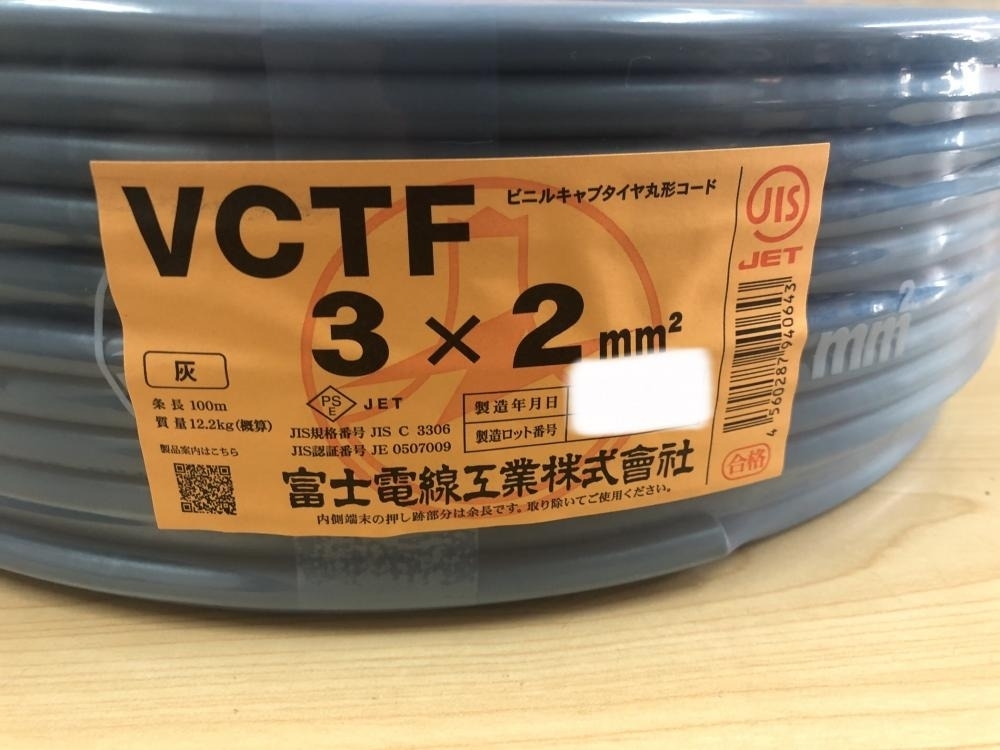 VCTF
ビニルキャブタイヤ丸形コード
3 × 2 mm²
灰
条長 100m
質量 12.2kg (概算)
製品案内はこちら
PS
E
JET
JIS規格番号 JIS C 3306
JIS認証番号 JE 0507009
製造年月日
製造ロット番号
富士電線工業株式會社
内側端末の押し跡部分は余長です。取り除いてご使用ください。
JIS
JET
4 560287 940643
合格
mm²